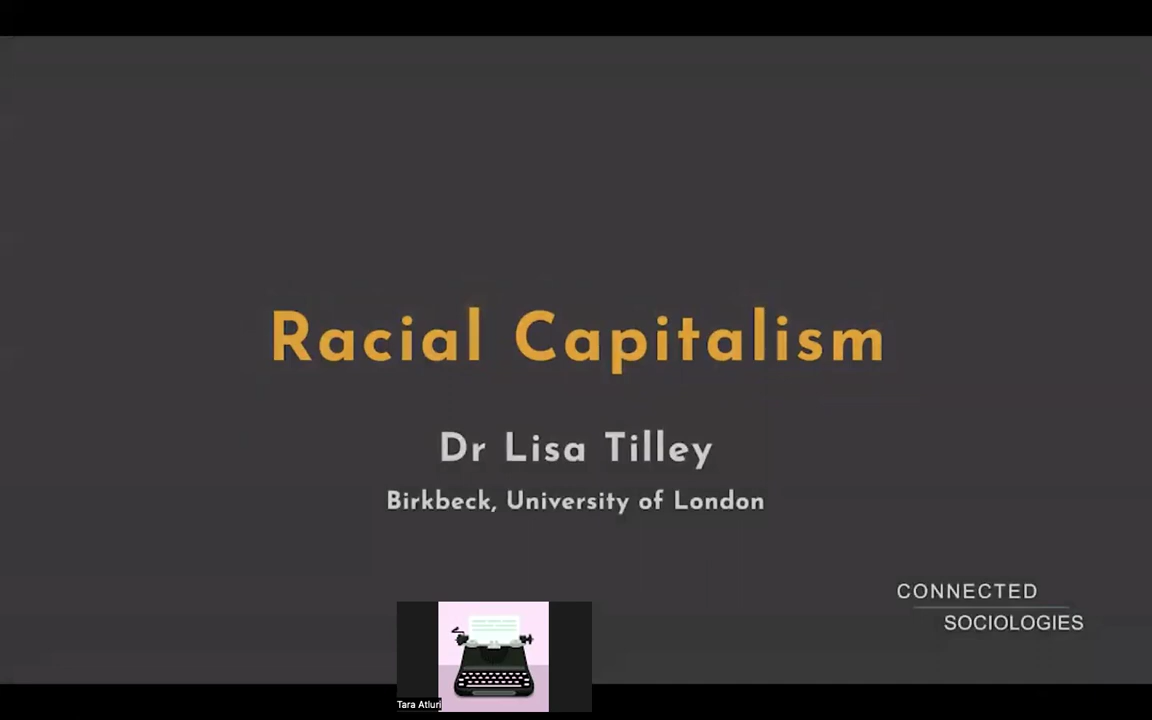 Racial Capitalism
Dr Lisa Tilley
Birkbeck, University of London
CONNECTED
SOCIOLOGIES
Tara Atluri